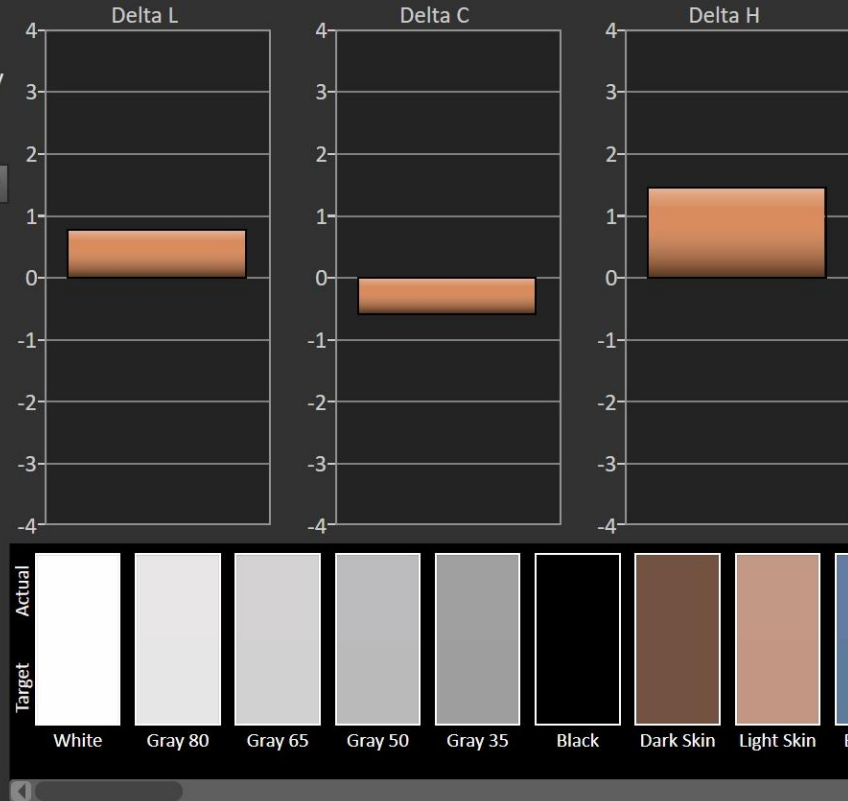 Delta L
Delta C
Delta H
4
3
2
1
0
-1
-2
-3
-4
4
3
2
1
0
-1
-2
-3
-4
4
3
2
1
0
-1
-2
-3
-4
Actual
Target
White
Gray 80
Gray 65
Gray 50
Gray 35
Black
Dark Skin
Light Skin